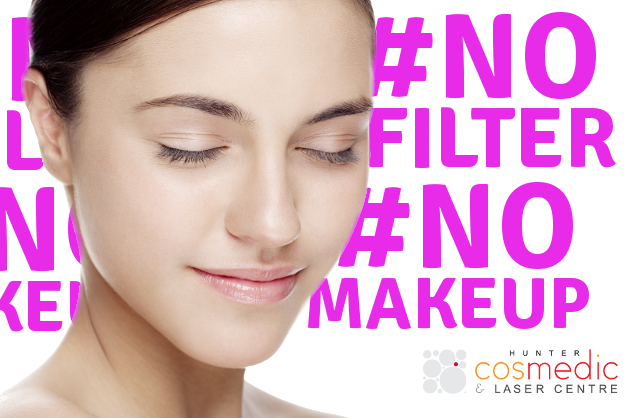 #NO
FILTER
#NO
MAKEUP
HUNTER
cosmedic
& LASER CENTRE